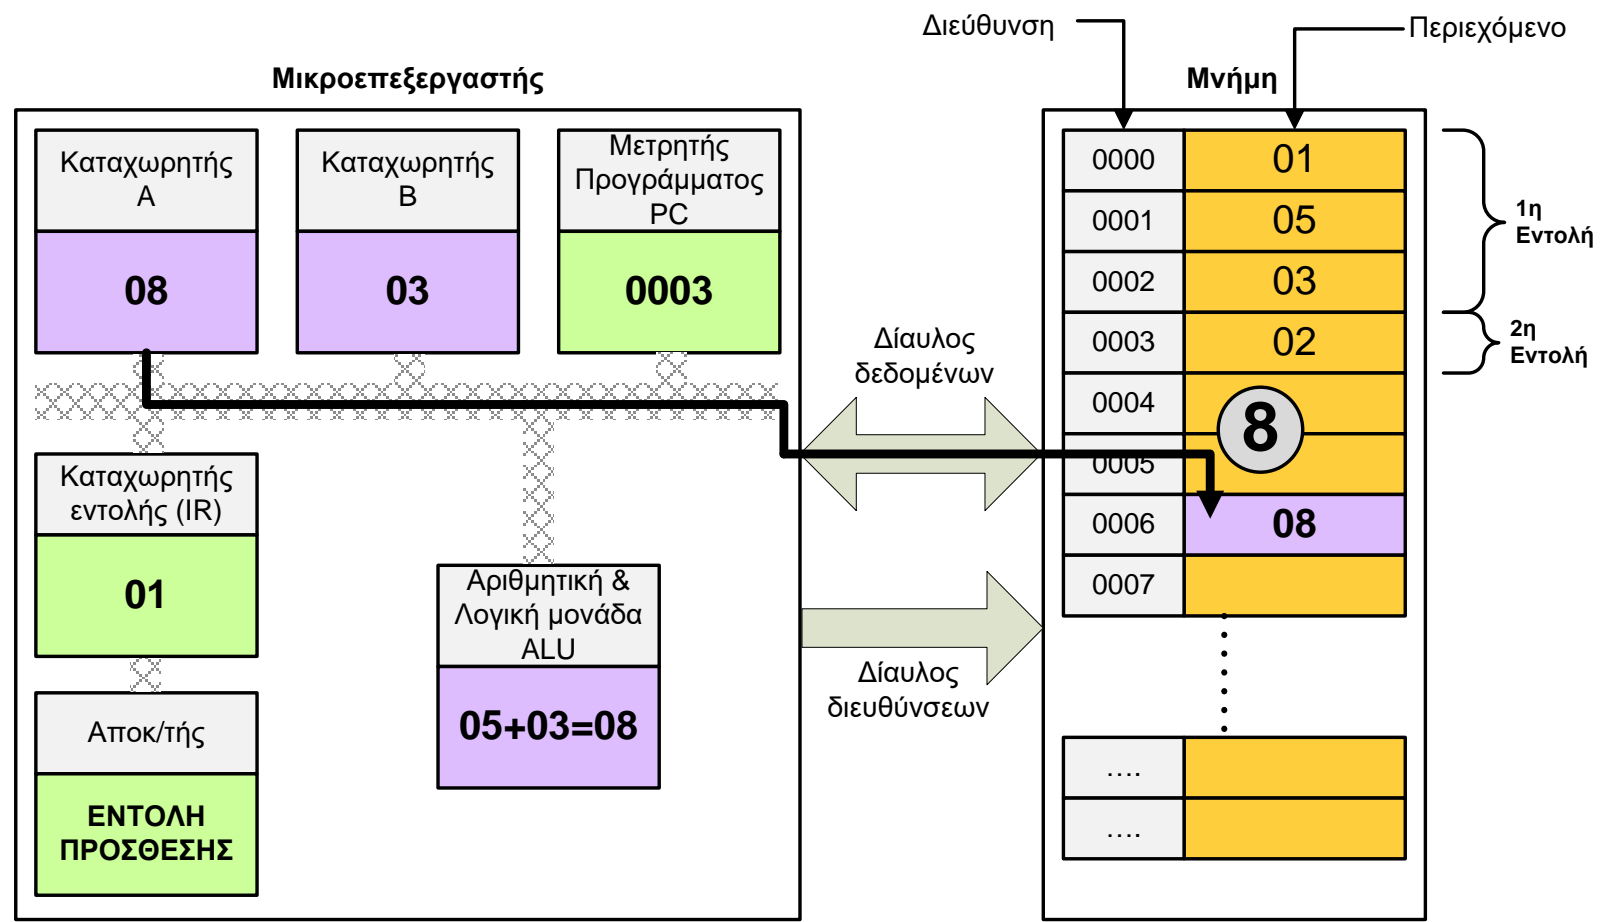 Διεύθυνση
Περιεχόμενο
Μικροεπεξεργαστής
Μνήμη
Καταχωρητής
Α
08
Καταχωρητής
Β
03
Μετρητής
Προγράμματος
PC
0003
Καταχωρητής
εντολής (IR)
01
Αποκ/τής
ΕΝΤΟΛΗ
ΠΡΟΣΘΕΣΗΣ
Αριθμητική &
Λογική μονάδα
ALU
05+03=08
Δίαυλος
δεδομένων
Δίαυλος
διευθύνσεων
0000 01
0001 05
0002 03
0003 02
0004
8
0005
0006 08
0007
....
....
1η
Εντολή
2η
Εντολή